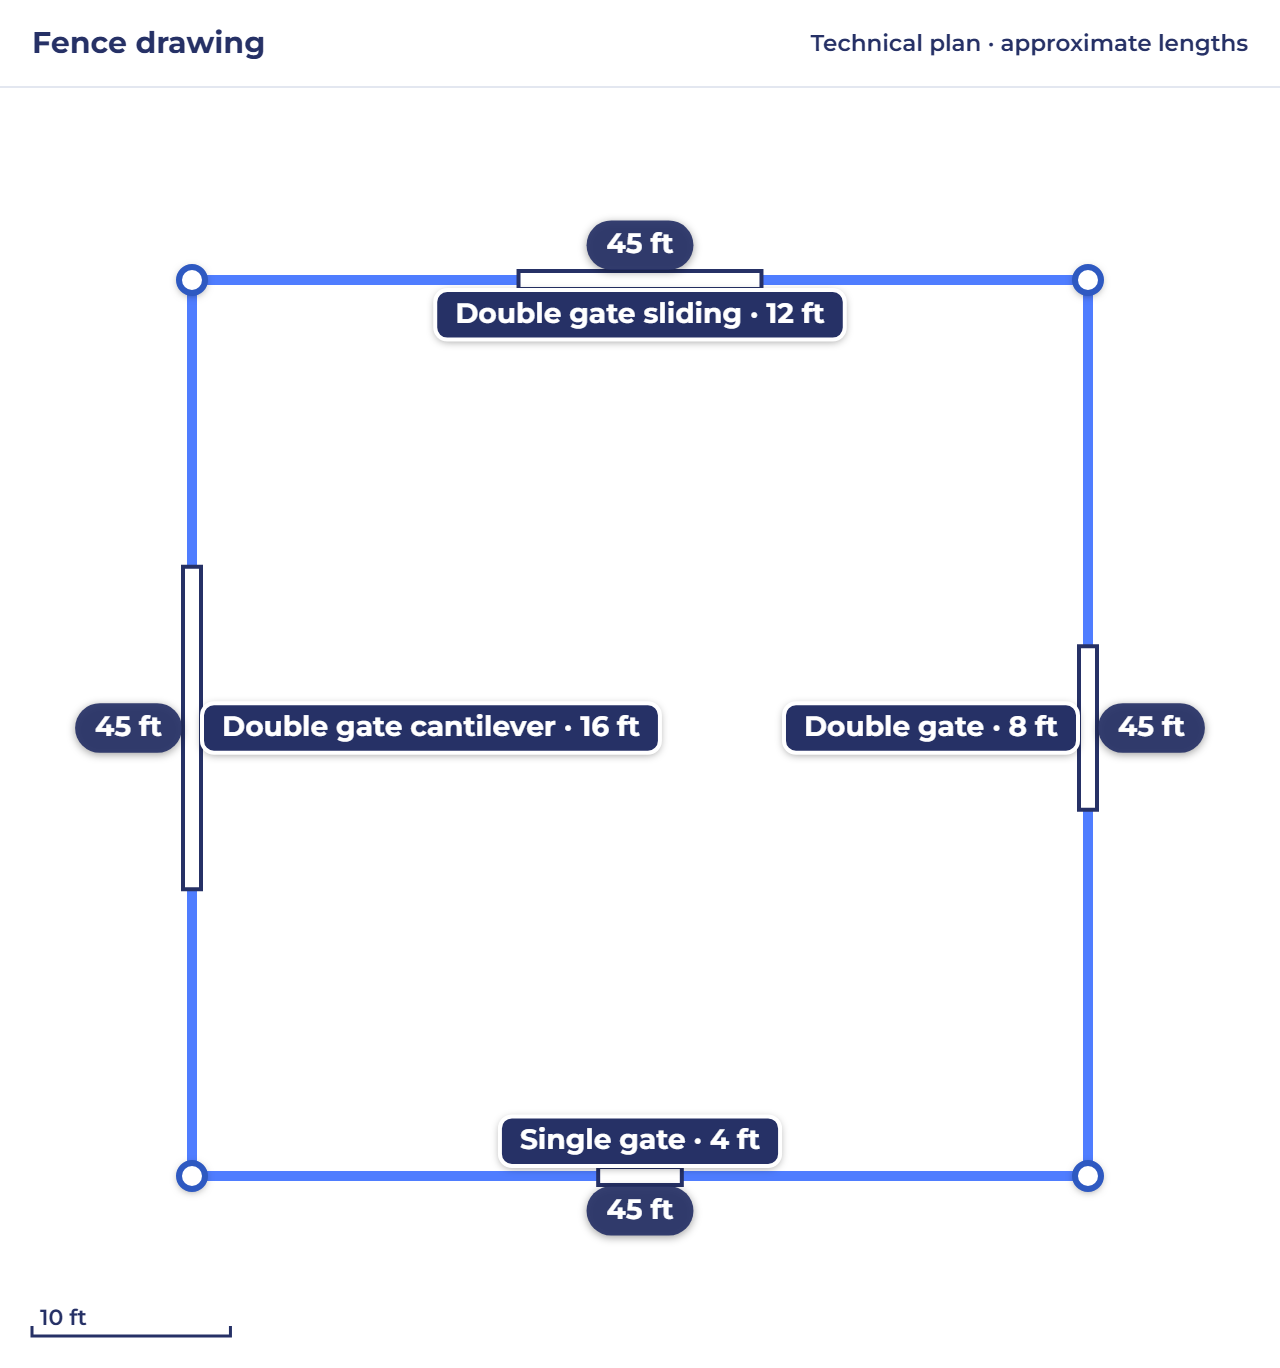 Fence drawing
Technical plan · approximate lengths
45 ft
Double gate sliding · 12 ft
45 ft
Double gate cantilever · 16 ft
Double gate · 8 ft
45 ft
Single gate · 4 ft
45 ft
10 ft